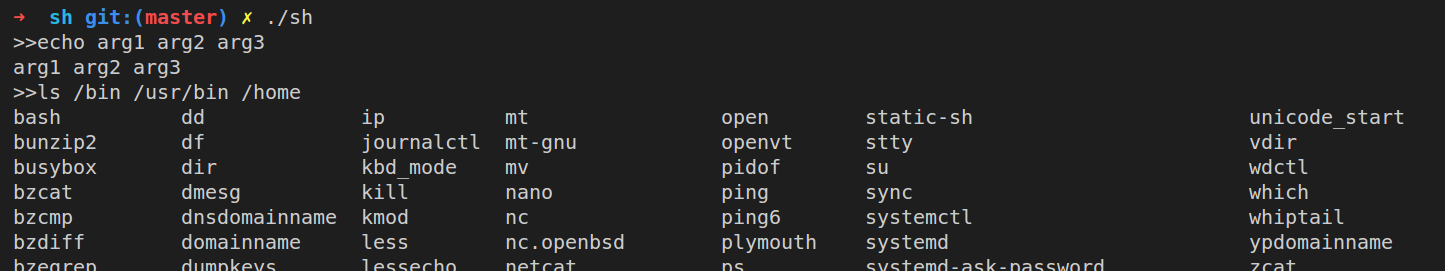 ➜  sh git:(master) ✗ ./sh
>>echo arg1 arg2 arg3
arg1 arg2 arg3
>>ls /bin /usr/bin /home
bash          dd             ip          mt                open        static-sh                       unicode_start
bunzip2       df             journalctl  mt-gnu            openvt      stty                            vdir
busybox       dir            kbd_mode    mv                pidof       su                              wdctl
bzcat         dmesg          kill        nano              ping        sync                            which
bzcmp         dnsdomainname  kmod        nc                ping6       systemctl                       whiptail
bzdiff        domainname     less        nc.openbsd        plymouth    systemd                         ypdomainname
bzegrep       dumpkeys       lessecho    netcat            ps          systemd-ask-password            zcat